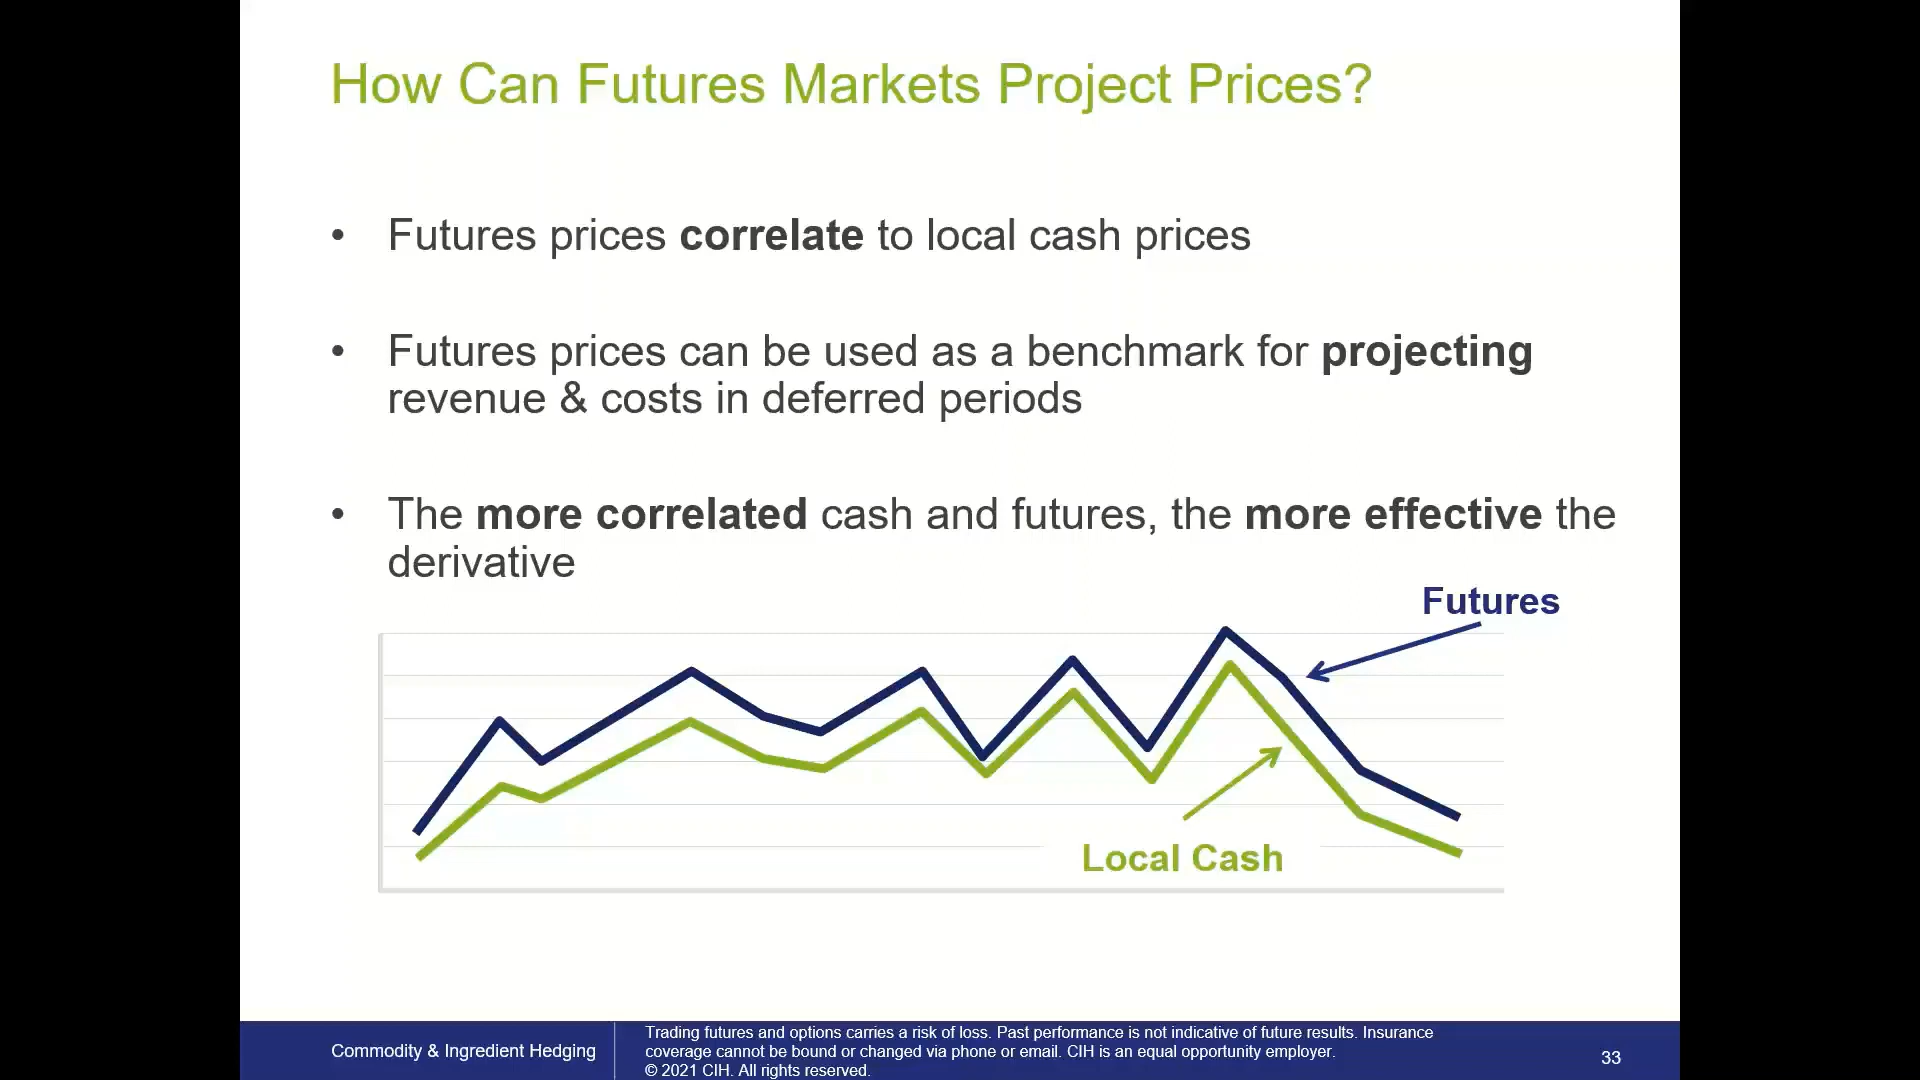 How Can Futures Markets Project Prices?
• Futures prices correlate to local cash prices
• Futures prices can be used as a benchmark for projecting
revenue & costs in deferred periods
• The more correlated cash and futures, the more effective the
derivative
Futures
Local Cash
Commodity & Ingredient Hedging
Trading futures and options carries a risk of loss. Past performance is not indicative of future results. Insurance
coverage cannot be bound or changed via phone or email. CIH is an equal opportunity employer.
© 2021 CIH. All rights reserved.
33